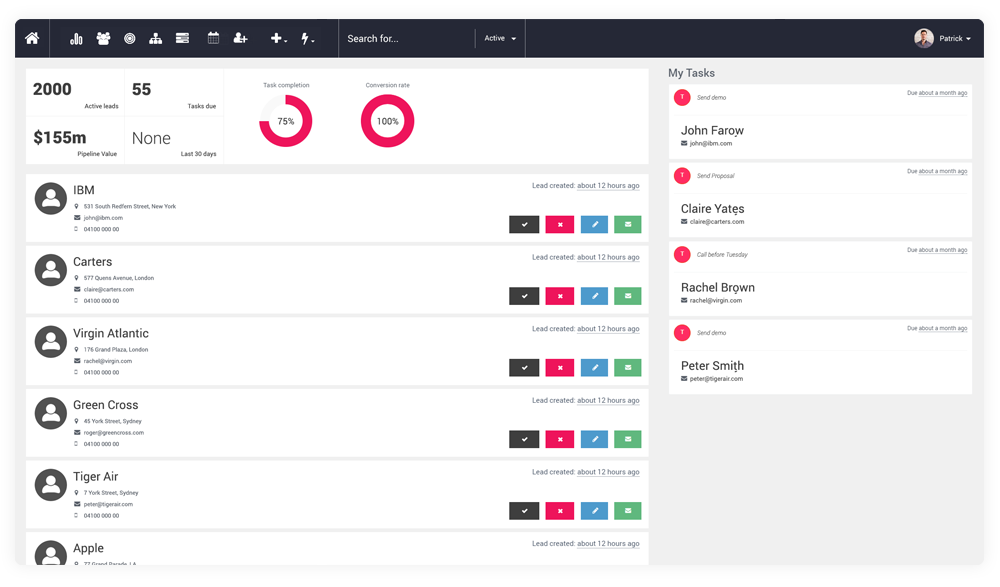 Search for...
Active
Patrick
2000
Active leads
55
Tasks due
$155m
Pipeline Value
None
Last 30 days
Task completion
75%
Conversion rate
100%
IBM
531 South Redfern Street, New York
john@ibm.com
04100 000 00
Lead created: about 12 hours ago
Carters
577 Quens Avenue, London
claire@carters.com
04100 000 00
Lead created: about 12 hours ago
Virgin Atlantic
176 Grand Plaza, London
rachel@virgin.com
04100 000 00
Lead created: about 12 hours ago
Green Cross
45 York Street, Sydney
roger@greencross.com
04100 000 00
Lead created: about 12 hours ago
Tiger Air
7 York Street, Sydney
peter@tigerair.com
04100 000 00
Lead created: about 12 hours ago
Apple
77 Grand Parade, LA
Lead created: about 12 hours ago
My Tasks
T
Send demo
Due about a month ago
John Farow
john@ibm.com
T
Send Proposal
Due about a month ago
Claire Yates
claire@carters.com
T
Call before Tuesday
Due about a month ago
Rachel Brown
rachel@virgin.com
T
Send demo
Due about a month ago
Peter Smith
peter@tigerair.com